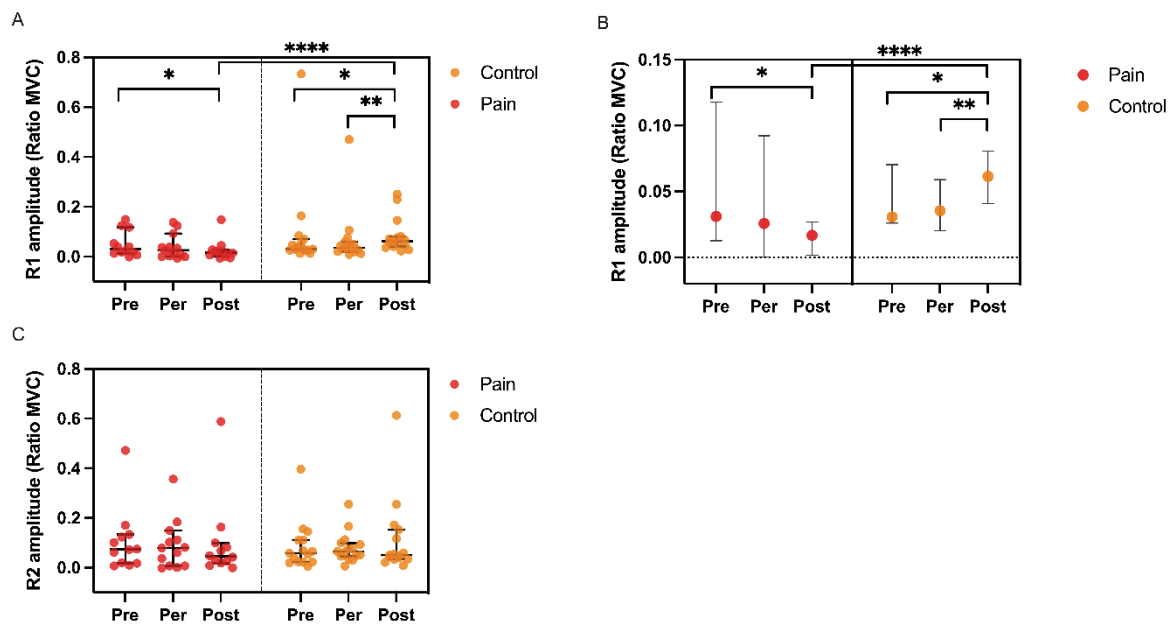 A
R1 amplitude (Ratio MVC)
0.8
0.6
0.4
0.2
0.0
****
*
*
**
Pre Per Post Pre Per Post
Control
Pain
B
R1 amplitude (Ratio MVC)
0.15
0.10
0.05
0.00
****
*
*
**
Pre Per Post Pre Per Post
Pain
Control
C
R2 amplitude (Ratio MVC)
0.8
0.6
0.4
0.2
0.0
Pre Per Post Pre Per Post
Pain
Control